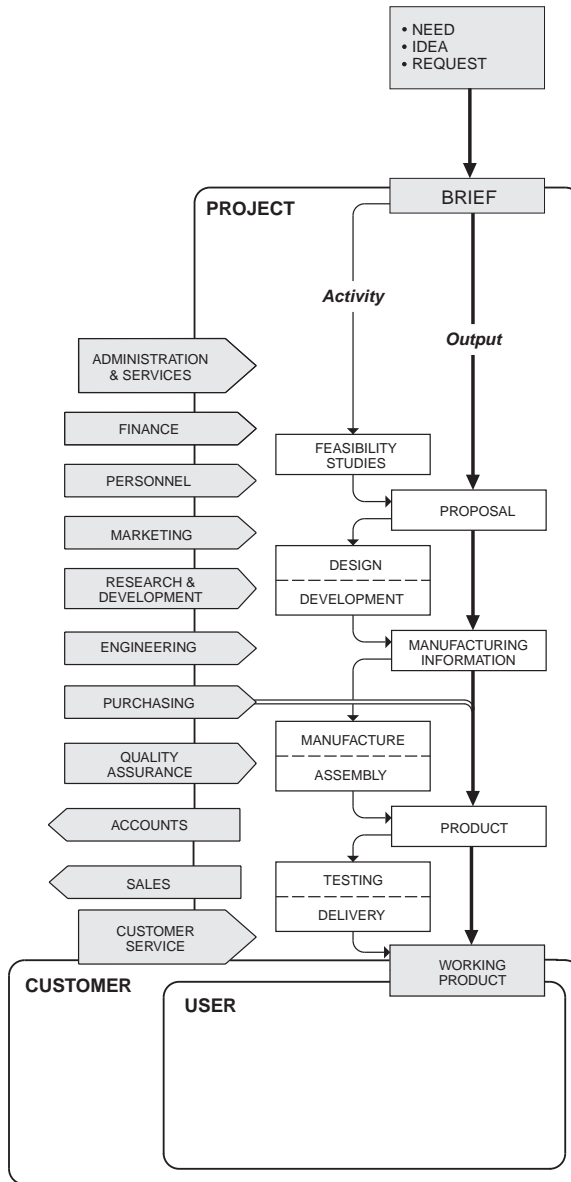 • NEED
• IDEA
• REQUEST
BRIEF
PROJECT
Activity
Output
ADMINISTRATION
& SERVICES
FINANCE
PERSONNEL
MARKETING
RESEARCH &
DEVELOPMENT
ENGINEERING
PURCHASING
QUALITY
ASSURANCE
ACCOUNTS
SALES
CUSTOMER
SERVICE
FEASIBILITY
STUDIES
PROPOSAL
DESIGN
DEVELOPMENT
MANUFACTURING
INFORMATION
MANUFACTURE
ASSEMBLY
PRODUCT
TESTING
DELIVERY
WORKING
PRODUCT
CUSTOMER
USER